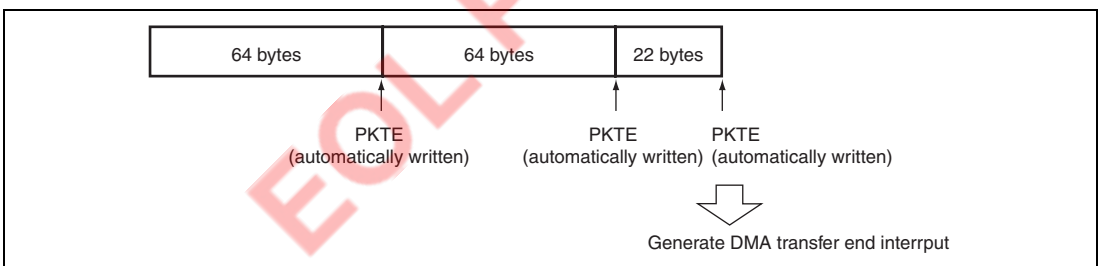 64 bytes 64 bytes 22 bytes
PKTE PKTE PKTE
(automatically written) (automatically written) (automatically written)
Generate DMA transfer end interrput
EOL P